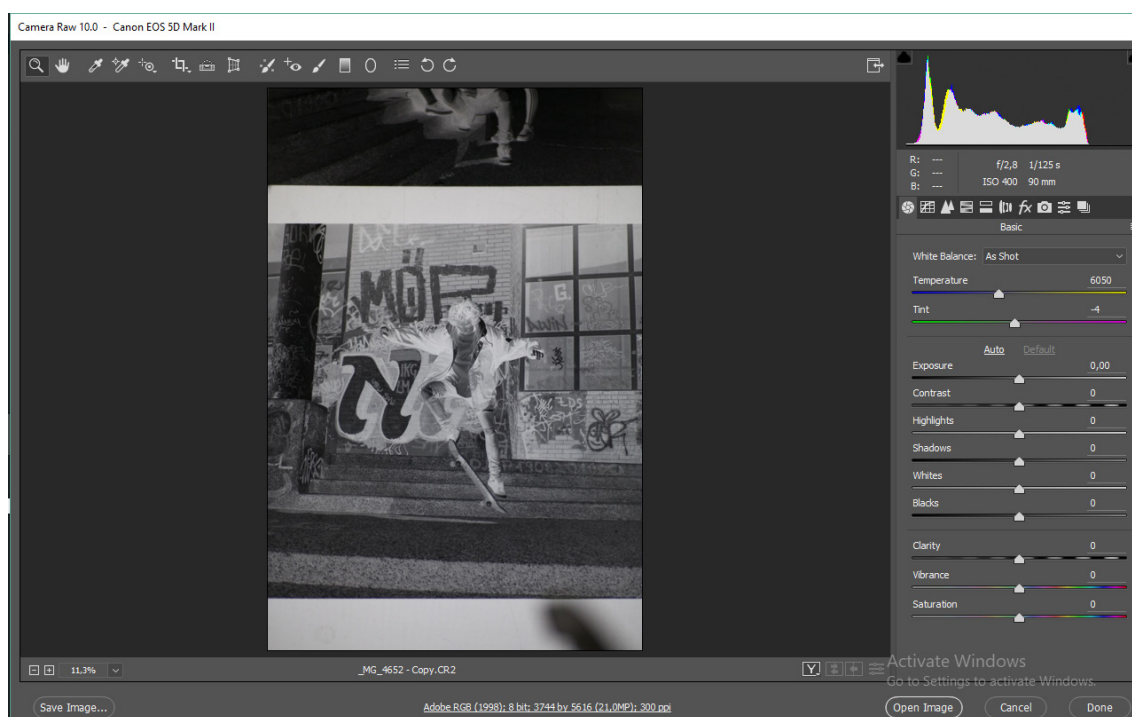 Camera Raw 10.0 - Canon EOS 5D Mark II
R: ---
G: ---
B: ---
f/2,8 1/125 s
ISO 400 90 mm
fx
Basic
White Balance: As Shot
Temperature 6050
Tint -4
Auto Default
Exposure 0,00
Contrast 0
Highlights 0
Shadows 0
Whites 0
Blacks 0
Clarity 0
Vibrance 0
Saturation 0
MÖP
G.
N
11,3%
_MG_4652 - Copy.CR2
Y
Activate Windows
Go to Settings to activate Windows.
Save Image...
Adobe RGB (1998); 8 bit; 3744 by 5616 (21,0MP); 300 ppi
Open Image
Cancel
Done